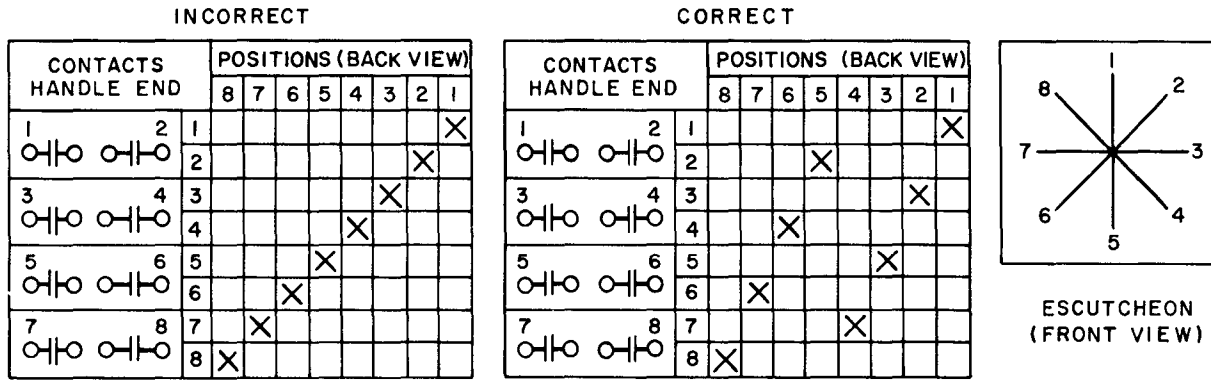 INCORRECT
CONTACTS HANDLE END
POSITIONS (BACK VIEW)
8 7 6 5 4 3 2 1
1 2 1 X
2 X
3 4 3 X
4 X
5 6 5 X
6 X
7 8 7 X
8 X
CORRECT
CONTACTS HANDLE END
POSITIONS (BACK VIEW)
8 7 6 5 4 3 2 1
1 2 1 X
2 X
3 4 3 X
4 X
5 6 5 X
6 X
7 8 7 X
8 X
1
8 2
7 3
6 4
5
ESCUTCHEON
(FRONT VIEW)